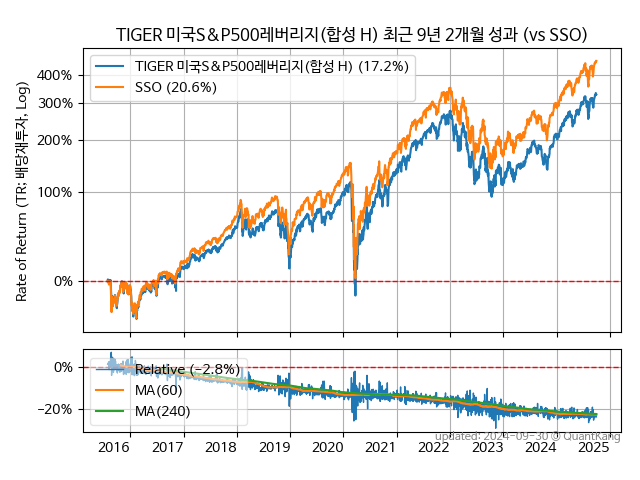 TIGER 미국S&P500레버리지(합성 H) 최근 9년 2개월 성과 (vs SSO)
TIGER 미국S&P500레버리지(합성 H) (17.2%)
SSO (20.6%)
Rate of Return (TR: 배당재투자, Log)
400%
300%
200%
100%
0%
Relative (−2.8%)
MA(60)
MA(240)
0%
−20%
updated: 2024-09-30 © QuantKang
2016 2017 2018 2019 2020 2021 2022 2023 2024 2025